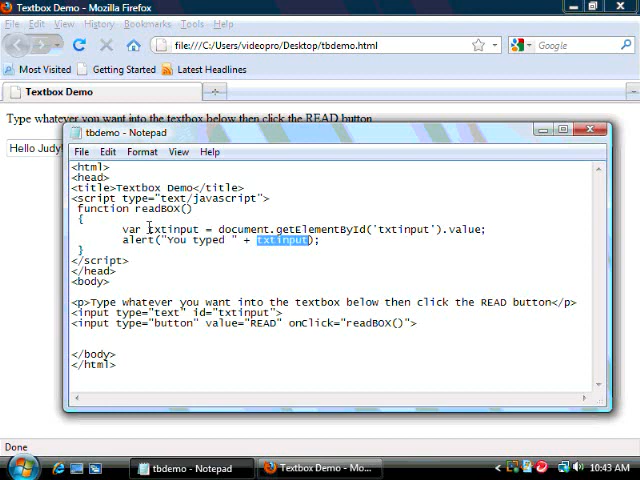 Textbox Demo - Mozilla Firefox
File Edit View History Bookmarks Tools Help
file:///C:/Users/videopro/Desktop/tbdemo.html
Google
Most Visited Getting Started Latest Headlines
Textbox Demo
Type whatever you want into the textbox below then click the READ button
Hello Judy!
tbdemo - Notepad
File Edit Format View Help
<html>
<head>
<title>Textbox Demo</title>
<script type="text/javascript">
function readBOX()
{
var txtinput = document.getElementById('txtinput').value;
alert("You typed " + txtinput);
}
</script>
</head>
<body>
<p>Type whatever you want into the textbox below then click the READ button</p>
<input type="text" id="txtinput">
<input type="button" value="READ" onClick="readBOX()">
</body>
</html>
Done
tbdemo - Notepad
Textbox Demo - Mo...
10:43 AM